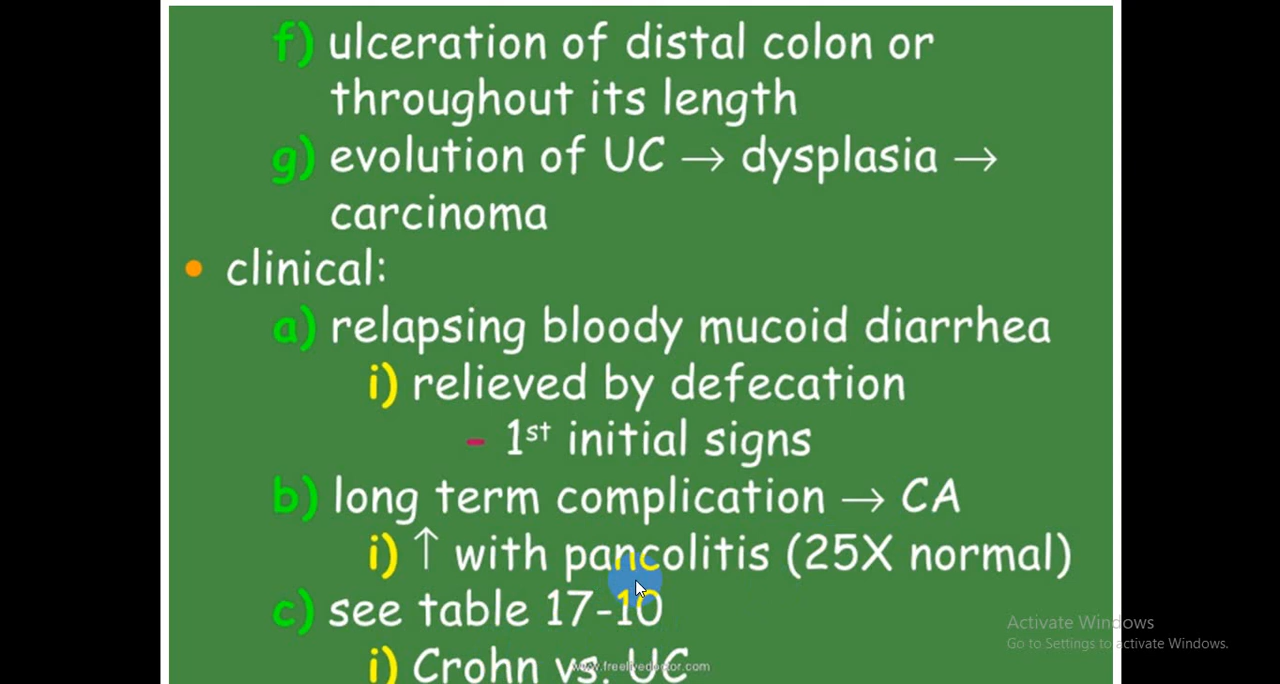 f) ulceration of distal colon or
throughout its length
g) evolution of UC → dysplasia →
carcinoma
• clinical:
a) relapsing bloody mucoid diarrhea
i) relieved by defecation
- 1st initial signs
b) long term complication → CA
i) ↑ with pancolitis (25X normal)
c) see table 17-10
i) Crohn vs. UC
www.freelivedoctor.com
Activate Windows
Go to Settings to activate Windows.